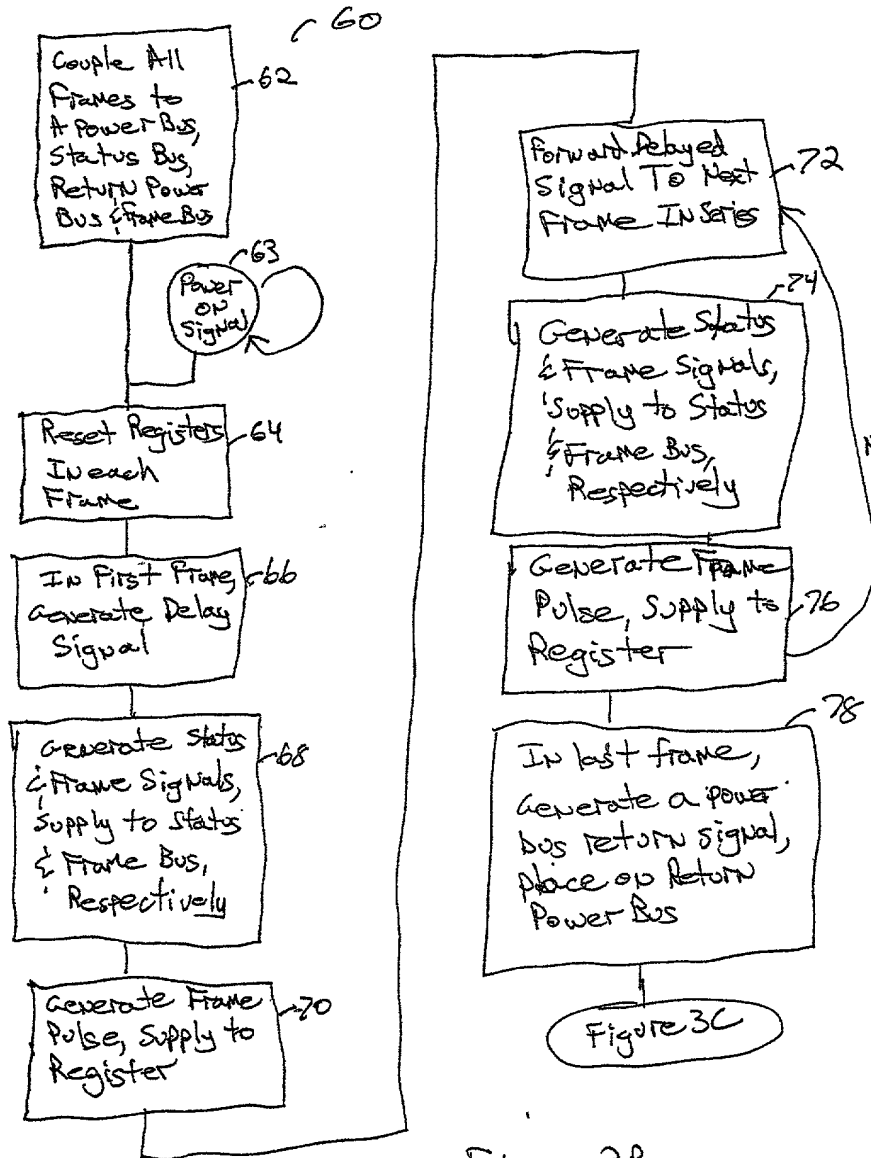 60
Couple All
Frames to
A Power Bus,
Status Bus,
Return Power
Bus & Frame Bus
62
63
Power
ON
Signal
Reset Registers
IN each
Frame
64
IN First Frame,
Generate Delay
Signal
66
Generate Status
& Frame Signals,
Supply to Status
& Frame Bus,
Respectively
68
Generate Frame
Pulse, Supply to
Register
70
Forward Delayed
Signal To Next
Frame IN Series
72
74
Generate Status
& Frame Signals,
Supply to Status
& Frame Bus,
Respectively
Generate Frame
Pulse, Supply to
Register
76
78
IN last frame,
Generate a power
bus return signal,
place on Return
Power Bus
Figure 3C